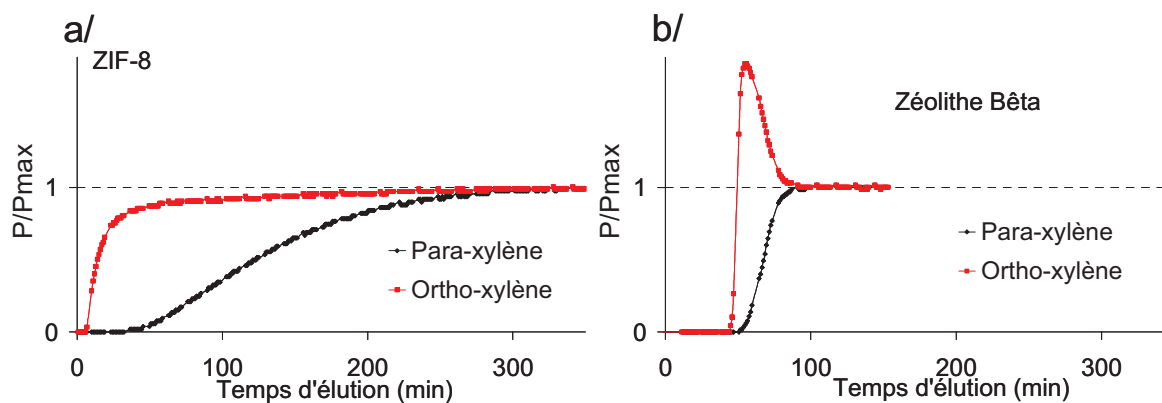 a/
ZIF-8
P/Pmax
1
0
Para-xylène
Ortho-xylène
0 100 200 300
Temps d'élution (min)
b/
Zéolithe Bêta
P/Pmax
1
0
Para-xylène
Ortho-xylène
0 100 200 300
Temps d'élution (min)